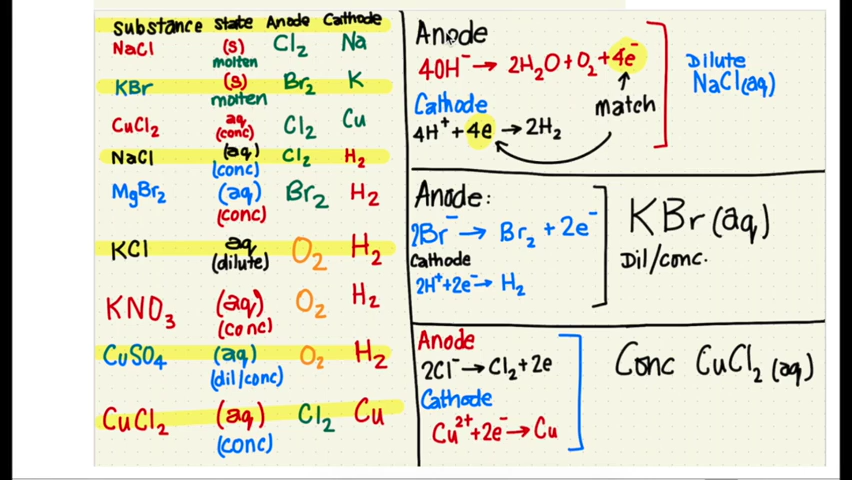 Substance State Anode Cathode
NaCl (s) molten Cl₂ Na
KBr (s) molten Br₂ K
CuCl₂ aq (conc) Cl₂ Cu
NaCl (aq) (conc) Cl₂ H₂
MgBr₂ (aq) (conc) Br₂ H₂
KCl aq (dilute) O₂ H₂
KNO₃ (aq) (conc) O₂ H₂
CuSO₄ (aq) (dil/conc) O₂ H₂
CuCl₂ (aq) (conc) Cl₂ Cu
Anode
4OH⁻ → 2H₂O + O₂ + 4e⁻
Cathode
match
4H⁺ + 4e → 2H₂
Dilute
NaCl(aq)
Anode:
2Br⁻ → Br₂ + 2e⁻
Cathode
2H⁺ + 2e⁻ → H₂
KBr(aq)
Dil/conc.
Anode
2Cl⁻ → Cl₂ + 2e
Cathode
Cu²⁺ + 2e⁻ → Cu
Conc CuCl₂ (aq)